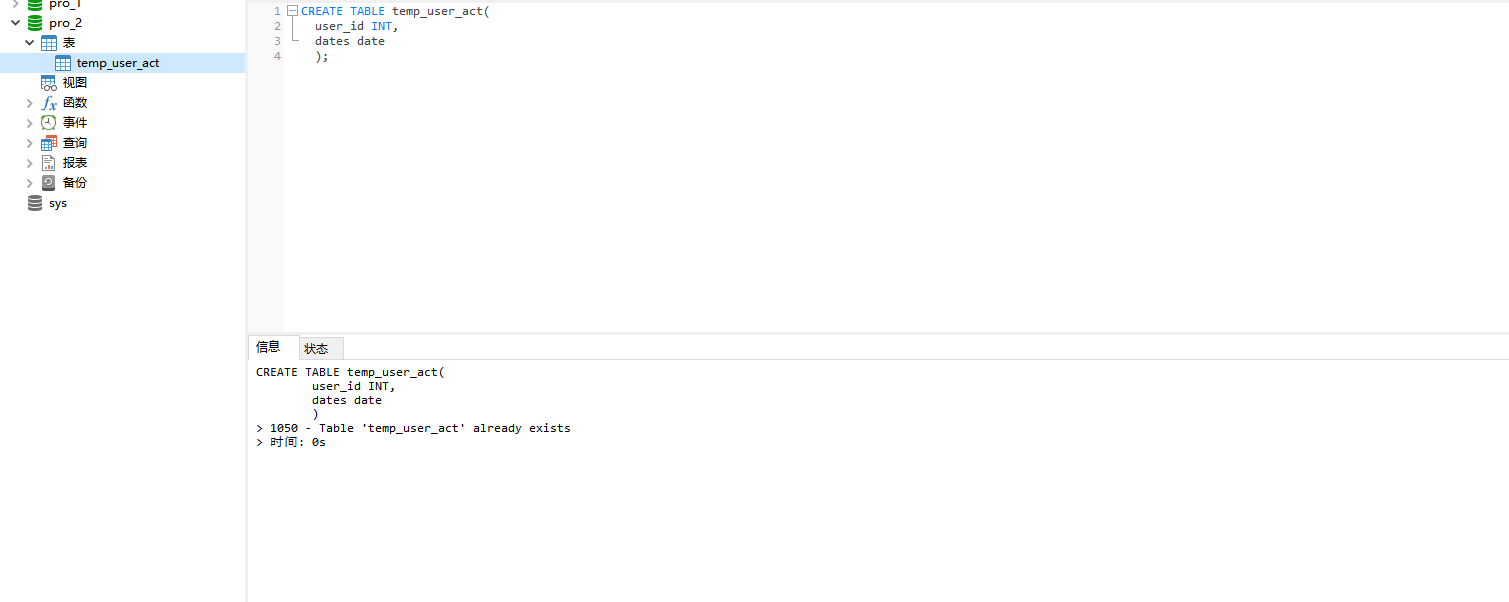 pro_1
pro_2
表
temp_user_act
视图
fx 函数
事件
查询
报表
备份
sys
1 CREATE TABLE temp_user_act(
2 user_id INT,
3 dates date
4 );
信息 状态
CREATE TABLE temp_user_act(
user_id INT,
dates date
)
> 1050 - Table 'temp_user_act' already exists
> 时间: 0s